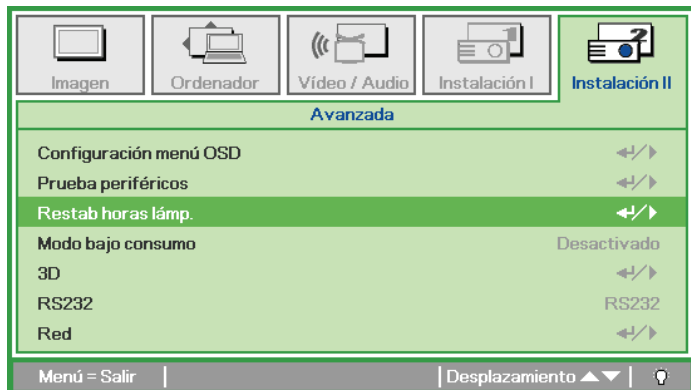 Imagen
Ordenador
Vídeo / Audio
Instalación I
Instalación II
Avanzada
Configuración menú OSD
Prueba periféricos
Restab horas lámp.
Modo bajo consumo Desactivado
3D
RS232 RS232
Red
Menú = Salir Desplazamiento